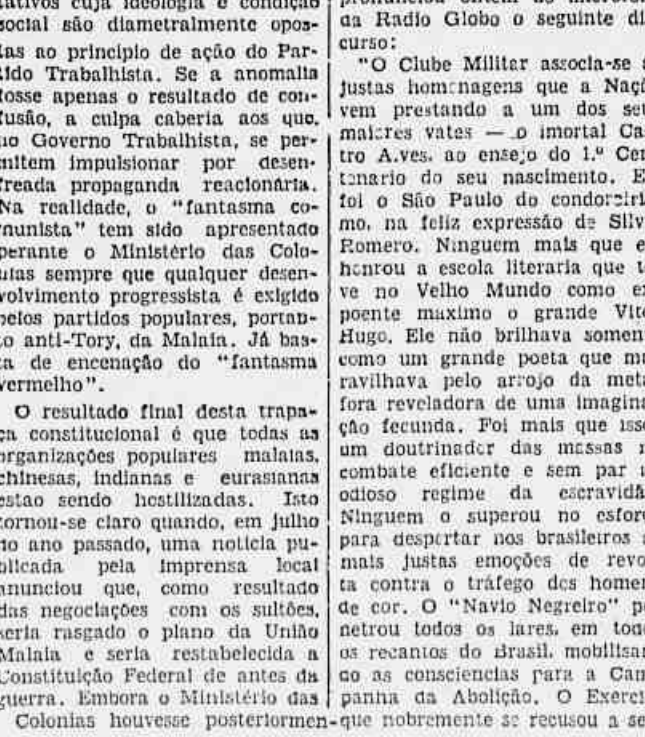 tativos cuja ideologia e condição
social são diametralmente opos-
tas ao principio de ação do Par-
tido Trabalhista. Se a anomalia
fosse apenas o resultado de con-
fusão, a culpa caberia aos que,
no Governo Trabalhista, se per-
mitem impulsionar por desen-
freada propaganda reacionária.
Na realidade, o "fantasma co-
munista" tem sido apresentado
perante o Ministério das Colo-
nias sempre que qualquer desen-
volvimento progressista é exigido
pelos partidos populares, portan-
to anti-Tory, da Malaia. Já bas-
ta de encenação do "fantasma
vermelho".
O resultado final desta trapa-
ça constitucional é que todas as
organizações populares malaias,
chinesas, indianas e eurasianas
estão sendo hostilizadas. Isto
tornou-se claro quando, em julho
do ano passado, uma noticia pu-
blicada pela imprensa local
anunciou que, como resultado
das negociações com os sultões,
seria rasgado o plano da União
Malaia e seria restabelecida a
Constituição Federal de antes da
guerra. Embora o Ministério das
Colonias houvesse posteriormen-
da Radio Globo o seguinte di
curso:
"O Clube Militar associa-se
justas homenagens que a Naçã
vem prestando a um dos seu
maiores vates — o imortal Cas
tro Alves, ao ensejo do 1.º Cen
tenario do seu nascimento. E
foi o São Paulo do condoreiri
mo, na feliz expressão de Silv
Romero. Ninguem mais que e
honrou a escola literaria que t
ve no Velho Mundo como ex
poente maximo o grande Vito
Hugo. Ele não brilhava soment
como um grande poeta que ma
ravilhava pelo arrojo da metá
fora reveladora de uma imagina
ção fecunda. Foi mais que isso
um doutrinador das massas n
combate eficiente e sem par a
odioso regime da escravidã
Ninguem o superou no esforç
para despertar nos brasileiros a
mais justas emoções de revo
ta contra o tráfego dos homen
de cor. O "Navio Negreiro" pe
netrou todos os lares, em todo
os recantos do Brasil, mobilisan
do as consciencias para a Cam
panha da Abolição. O Exerci
que nobremente se recusou a se